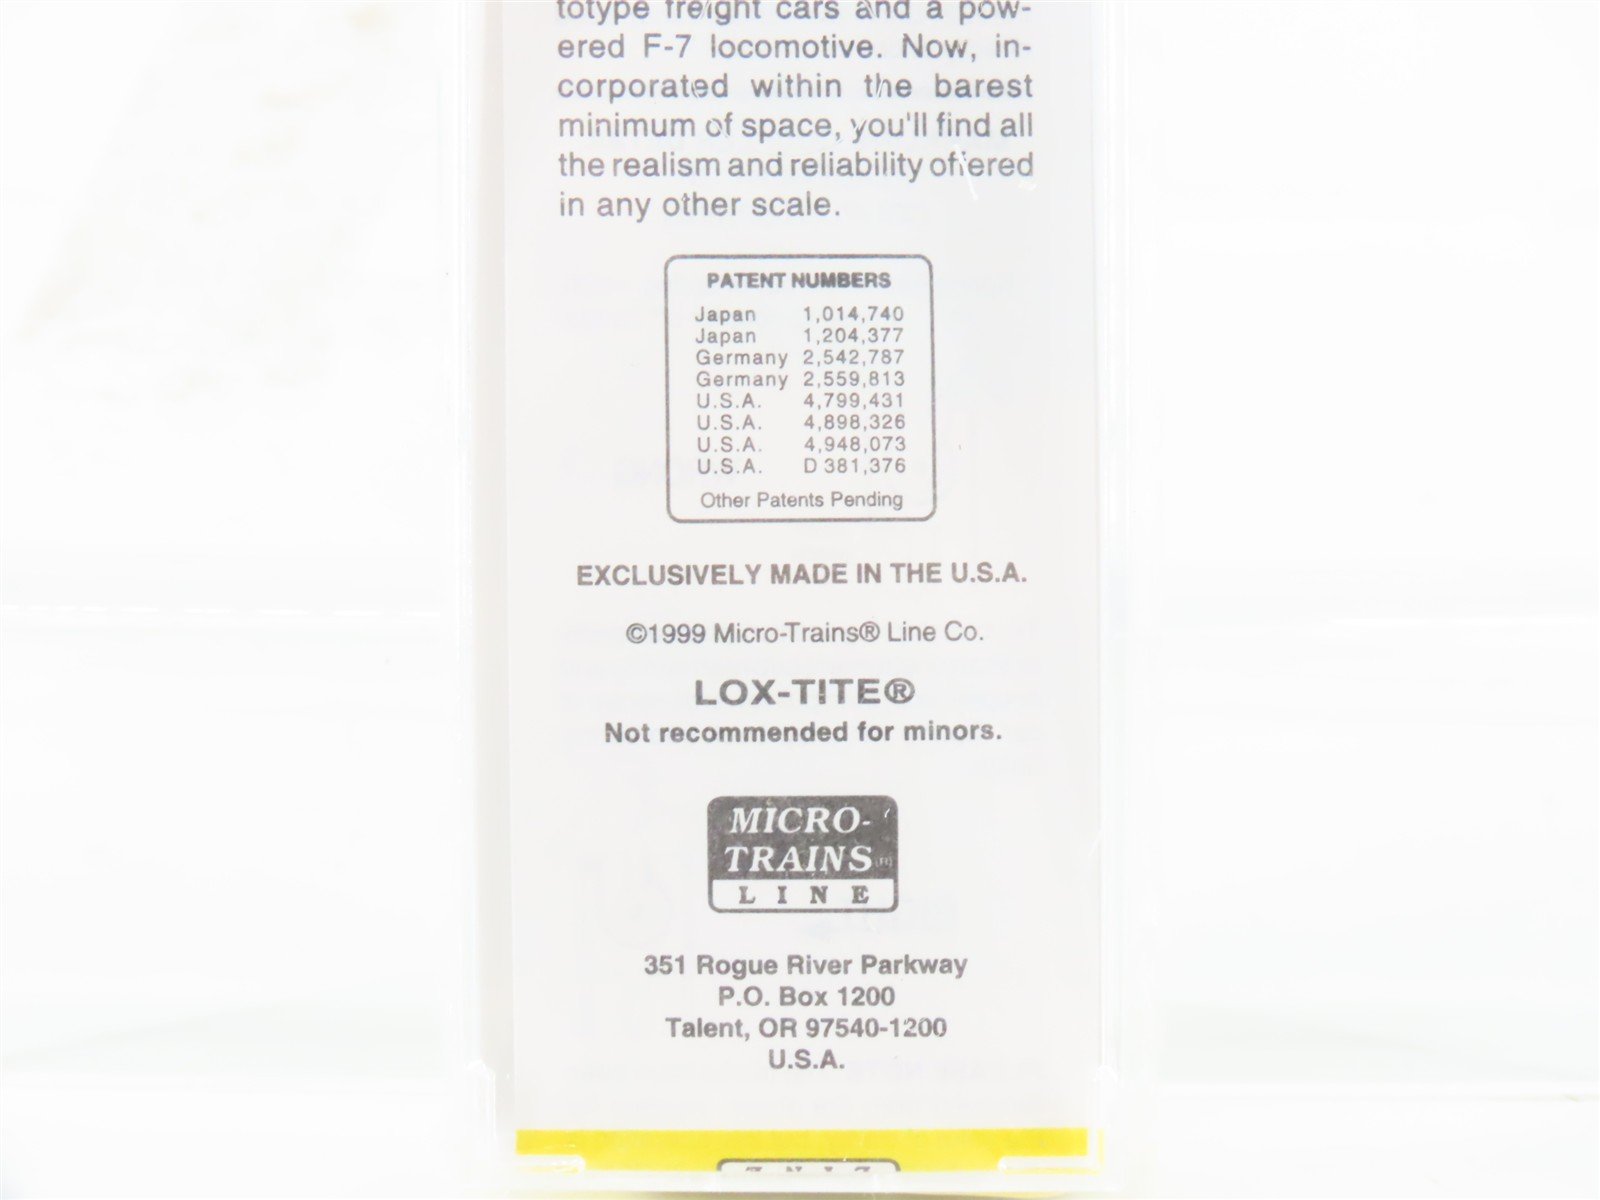 totype freight cars and a pow-
ered F-7 locomotive. Now, in-
corporated within the barest
minimum of space, you'll find all
the realism and reliability offered
in any other scale.
PATENT NUMBERS
Japan 1,014,740
Japan 1,204,377
Germany 2,542,787
Germany 2,559,813
U.S.A. 4,799,431
U.S.A. 4,898,326
U.S.A. 4,948,073
U.S.A. D 381,376
Other Patents Pending
EXCLUSIVELY MADE IN THE U.S.A.
©1999 Micro-Trains® Line Co.
LOX-TITE®
Not recommended for minors.
MICRO-
TRAINS
LINE
351 Rogue River Parkway
P.O. Box 1200
Talent, OR 97540-1200
U.S.A.